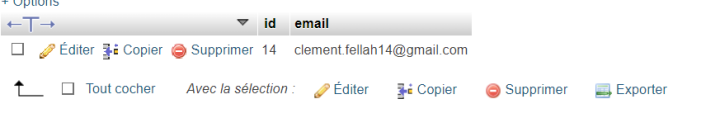 + Options
←T→ ▼ id email
Éditer Copier Supprimer 14 clement.fellah14@gmail.com
Tout cocher Avec la sélection : Éditer Copier Supprimer Exporter